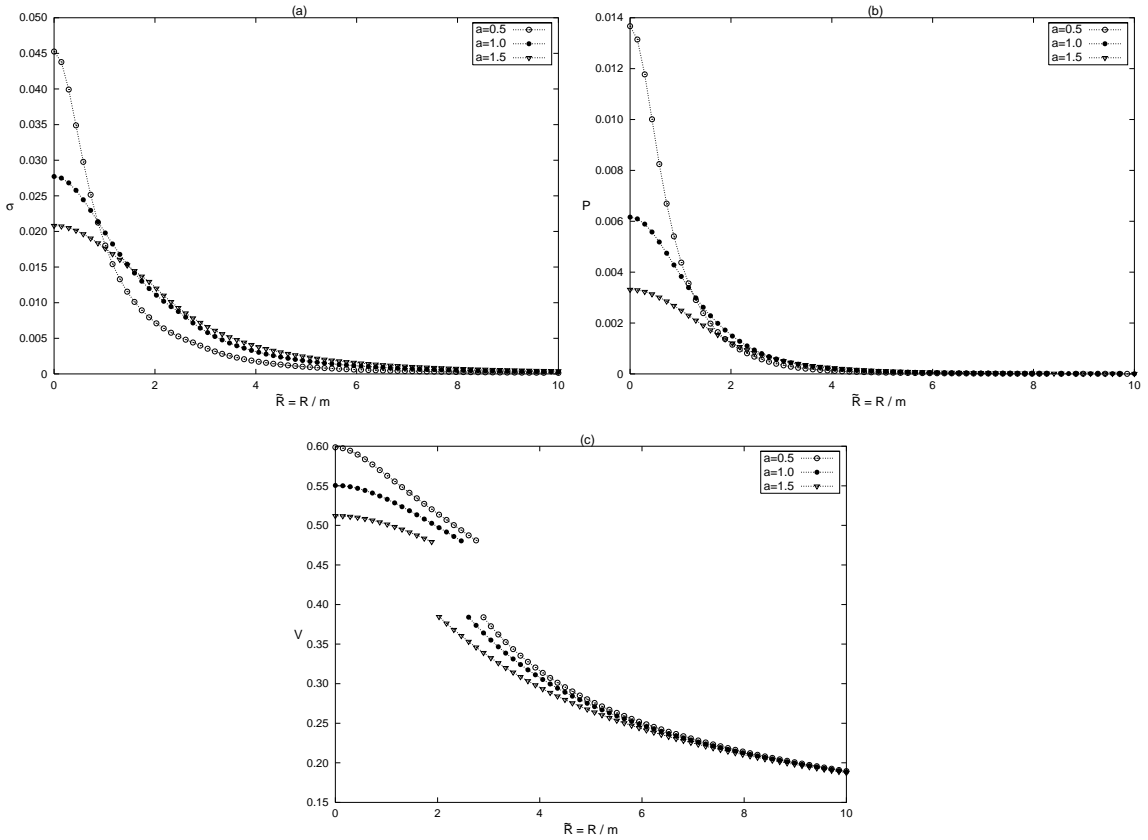 (a)
0.050
0.045
0.040
0.035
0.030
0.025
0.020
0.015
0.010
0.005
0
σ
0 2 4 6 8 10
R̃ = R / m
a=0.5
a=1.0
a=1.5
(b)
0.014
0.012
0.010
0.008
0.006
0.004
0.002
0
P
0 2 4 6 8 10
R̃ = R / m
a=0.5
a=1.0
a=1.5
(c)
0.60
0.55
0.50
0.45
0.40
0.35
0.30
0.25
0.20
0.15
V
0 2 4 6 8 10
R̃ = R / m
a=0.5
a=1.0
a=1.5